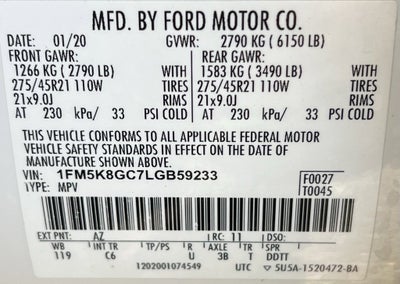 MFD. BY FORD MOTOR CO.
DATE: 01/20 GVWR: 2790 KG ( 6150 LB)
FRONT GAWR: REAR GAWR:
1266 KG ( 2790 LB) WITH 1583 KG ( 3490 LB) WITH
275/45R21 110W TIRES 275/45R21 110W TIRES
21x9.0J RIMS 21x9.0J RIMS
AT 230 kPa/ 33 PSI COLD AT 230 kPa/ 33 PSI COLD
THIS VEHICLE CONFORMS TO ALL APPLICABLE FEDERAL MOTOR
VEHICLE SAFETY STANDARDS IN EFFECT ON THE DATE OF
MANUFACTURE SHOWN ABOVE.
VIN: 1FM5K8GC7LGB59233 F0027
TYPE: MPV T0045
EXT PNT: AZ RC: 11 DSO:
WB INT TR TP/PS R AXLE TR SPR
119 C6 U 3B T DDTT
1202001074549 UTC 5U5A-1520472-BA